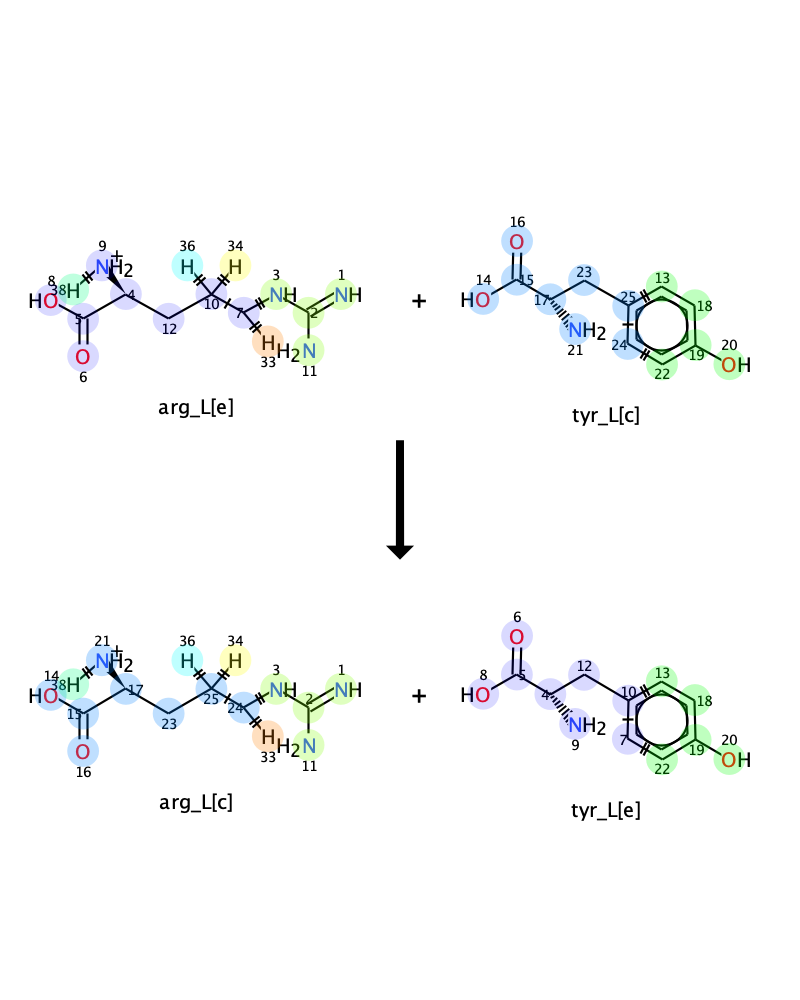 16
9 + 36 34 1
H H 3 O 23
NH2 14 15 13
8 38 H NH NH HO 17 25 18
HO 4 10 7 2 + NH2 24 19 20
5 12 H H2N 21 22 OH
O 33 11
6
arg_L[e] tyr_L[c]
6
21 + 36 34 1
H H 3 O 12
NH2 8 5 13
14 38 H NH NH HO 4 10 18
HO 17 25 24 2 + NH2 7 19 20
15 23 H H2N 9 22 OH
O 33 11
16
arg_L[c] tyr_L[e]